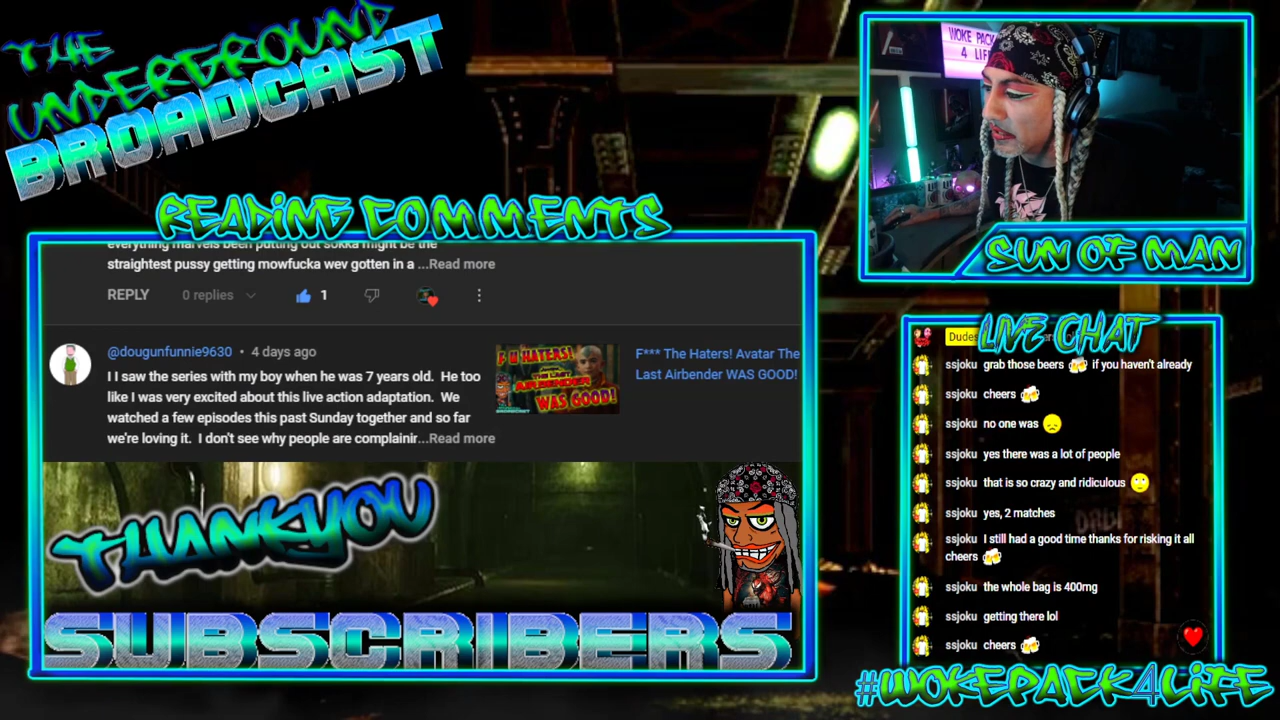 THE
UNDERGROUND
BROADCAST
WOKE PACK
4 LIFE
SUN OF MAN
READING COMMENTS
everything marvels been putting out sokka might be the
straightest pussy getting mowfucka wev gotten in a ...Read more
REPLY 0 replies 1
@dougunfunnie9630 • 4 days ago
I I saw the series with my boy when he was 7 years old. He too
like I was very excited about this live action adaptation. We
watched a few episodes this past Sunday together and so far
we're loving it. I don't see why people are complainir...Read more
F U HATERS!
THE LAST
AIRBENDER
WAS GOOD!
F*** The Haters! Avatar The
Last Airbender WAS GOOD!
THANKYOU
SUBSCRIBERS
LIVE CHAT
Dudes
ssjoku grab those beers 🍻 if you haven't already
ssjoku cheers 🍻
ssjoku no one was 😞
ssjoku yes there was a lot of people
ssjoku that is so crazy and ridiculous 🙄
ssjoku yes, 2 matches
ssjoku I still had a good time thanks for risking it all
cheers 🍻
ssjoku the whole bag is 400mg
ssjoku getting there lol
ssjoku cheers 🍻
#WOKEPACK4LIFE